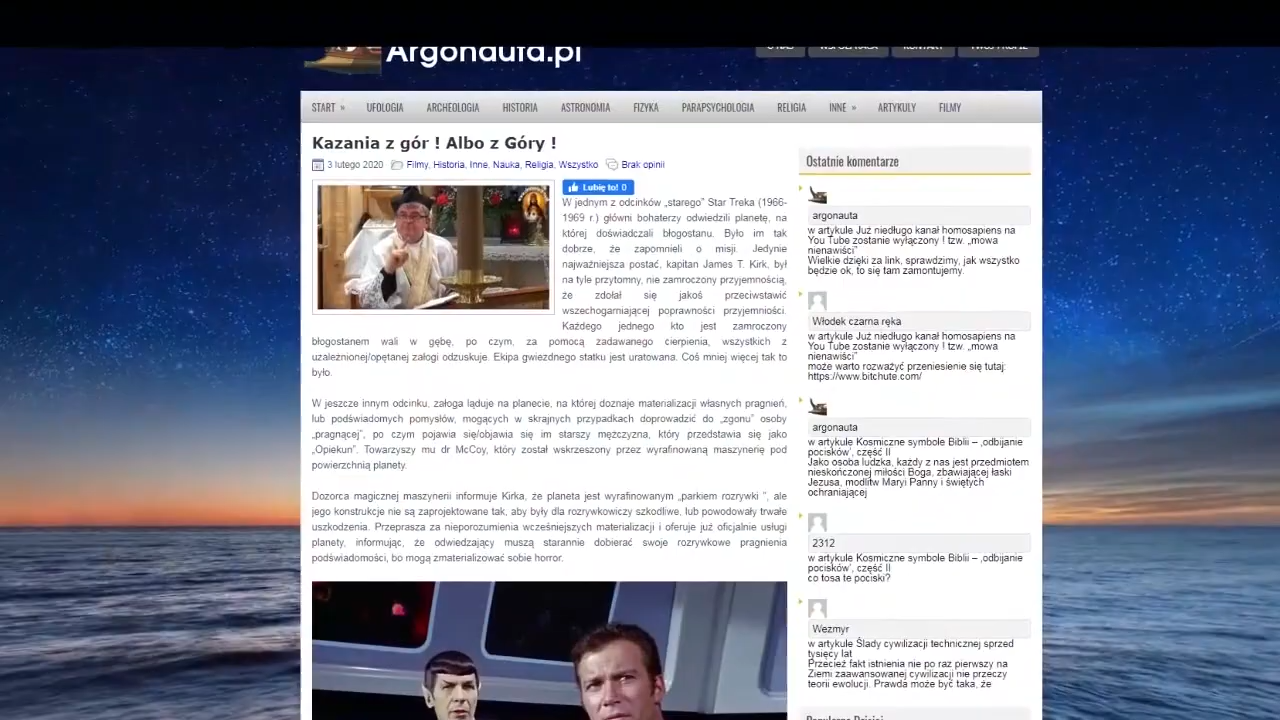 Argonauta.pl
O NAS
WSPÓŁPRACA
KONTAKT
START »
UFOLOGIA
ARCHEOLOGIA
HISTORIA
ASTRONOMIA
FIZYKA
PARAPSYCHOLOGIA
RELIGIA
INNE »
ARTYKUŁY
FILMY
Kazania z gór ! Albo z Góry !
3 lutego 2020 Filmy, Historia, Inne, Nauka, Religia, Wszystko Brak opinii
Lubię to! 0
W jednym z odcinków „starego” Star Treka (1966-
1969 r.) główni bohaterzy odwiedzili planetę, na
której doświadczali błogostanu. Było im tak
dobrze, że zapomnieli o misji. Jedynie
najważniejsza postać, kapitan James T. Kirk, był
na tyle przytomny, nie zamroczony przyjemnością,
że zdołał się jakoś przeciwstawić
wszechogarniającej poprawności przyjemniości.
Każdego jednego kto jest zamroczony
błogostanem wali w gębę, po czym, za pomocą zadawanego cierpienia, wszystkich z
uzależnionej/opętanej załogi odzuskuje. Ekipa gwiezdnego statku jest uratowana. Coś mniej więcej tak to
było.
W jeszcze innym odcinku, załoga ląduje na planecie, na której doznaje materializacji własnych pragnień,
lub podświadomych pomysłów, mogących w skrajnych przypadkach doprowadzić do „zgonu” osoby
„pragnącej”, po czym pojawia się/objawia się im starszy mężczyzna, który przedstawia się jako
„Opiekun”. Towarzyszy mu dr McCoy, który został wskrzeszony przez wyrafinowaną maszynerię pod
powierzchnią planety.
Dozorca magicznej maszynerii informuje Kirka, że planeta jest wyrafinowanym „parkiem rozrywki ”, ale
jego konstrukcje nie są zaprojektowane tak, aby były dla rozrywkowiczy szkodliwe, lub powodowały trwałe
uszkodzenia. Przeprasza za nieporozumienia wcześniejszych materializacji i oferuje już oficjalnie usługi
planety, informując, że odwiedzający muszą starannie dobierać swoje rozrywkowe pragnienia
podświadomości, bo mogą zmaterializować sobie horror.
Ostatnie komentarze
argonauta
w artykule Już niedługo kanał homosapiens na
You Tube zostanie wyłączony ! tzw. „mowa
nienawiści”
Wielkie dzięki za link, sprawdzimy, jak wszystko
będzie ok, to się tam zamontujemy.
Włodek czarna ręka
w artykule Już niedługo kanał homosapiens na
You Tube zostanie wyłączony ! tzw. „mowa
nienawiści”
może warto rozważyć przeniesienie się tutaj:
https://www.bitchute.com/
argonauta
w artykule Kosmiczne symbole Biblii – ‚odbijanie
pocisków’, część II
Jako osoba ludzka, każdy z nas jest przedmiotem
nieskończonej miłości Boga, zbawiającej łaski
Jezusa, modlitw Maryi Panny i świętych
ochraniającej
2312
w artykule Kosmiczne symbole Biblii – ‚odbijanie
pocisków’, część II
co tosa te pociski?
Wezmyr
w artykule Ślady cywilizacji technicznej sprzed
tysięcy lat
Przecież fakt istnienia nie po raz pierwszy na
Ziemi zaawansowanej cywilizacji nie przeczy
teorii ewolucji. Prawda może być taka, że